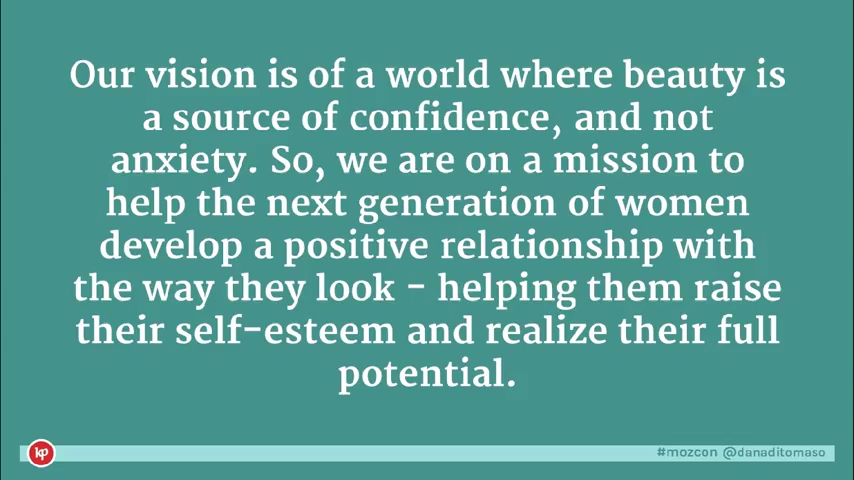 Our vision is of a world where beauty is
a source of confidence, and not
anxiety. So, we are on a mission to
help the next generation of women
develop a positive relationship with
the way they look - helping them raise
their self-esteem and realize their full
potential.
kp
#mozcon @danaditomaso